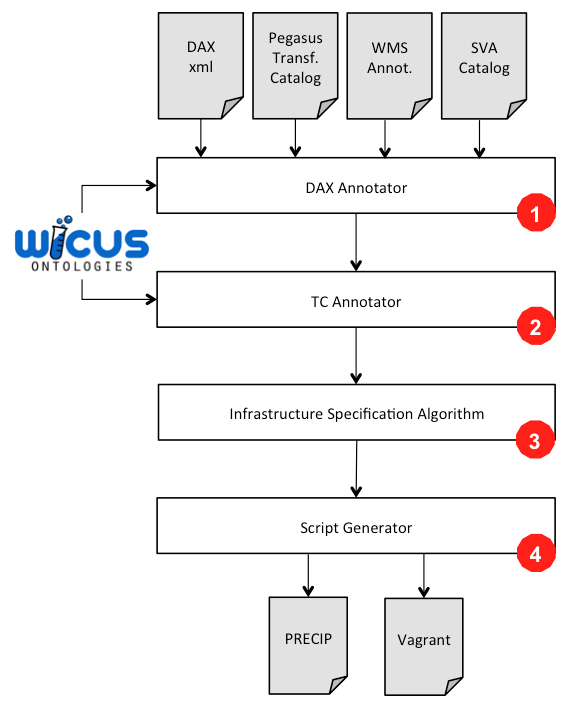 DAX
xml
Pegasus
Transf.
Catalog
WMS
Annot.
SVA
Catalog
DAX Annotator
1
WICUS
ONTOLOGIES
TC Annotator
2
Infrastructure Specification Algorithm
3
Script Generator
4
PRECIP
Vagrant